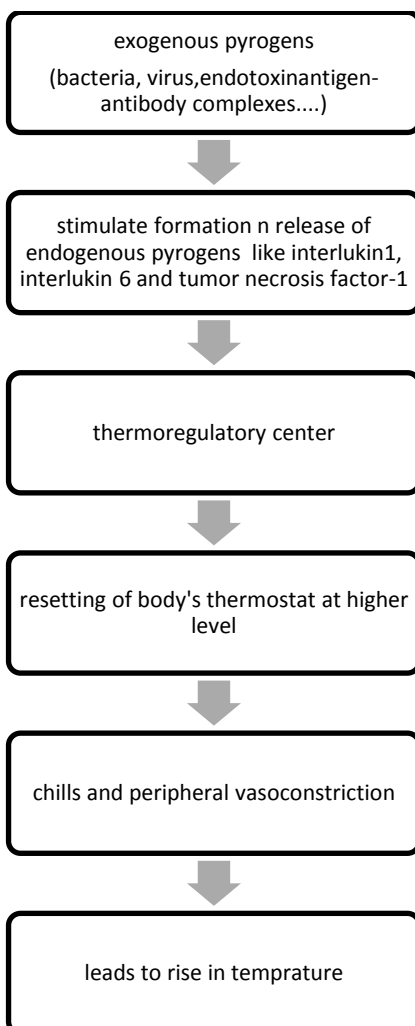 exogenous pyrogens
(bacteria, virus,endotoxinantigen-
antibody complexes....)
stimulate formation n release of
endogenous pyrogens like interlukin1,
interlukin 6 and tumor necrosis factor-1
thermoregulatory center
resetting of body's thermostat at higher
level
chills and peripheral vasoconstriction
leads to rise in temprature